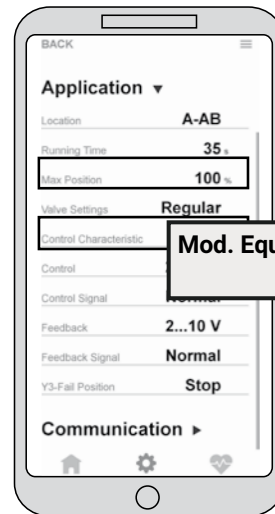 BACK
Application ▼
Location A-AB
Running Time 35 s
Max Position 100 %
Valve Settings Regular
Control Characteristic Mod. Equ
Control
Control Signal Normal
Feedback 2...10 V
Feedback Signal Normal
Y3-Fail Position Stop
Communication ►